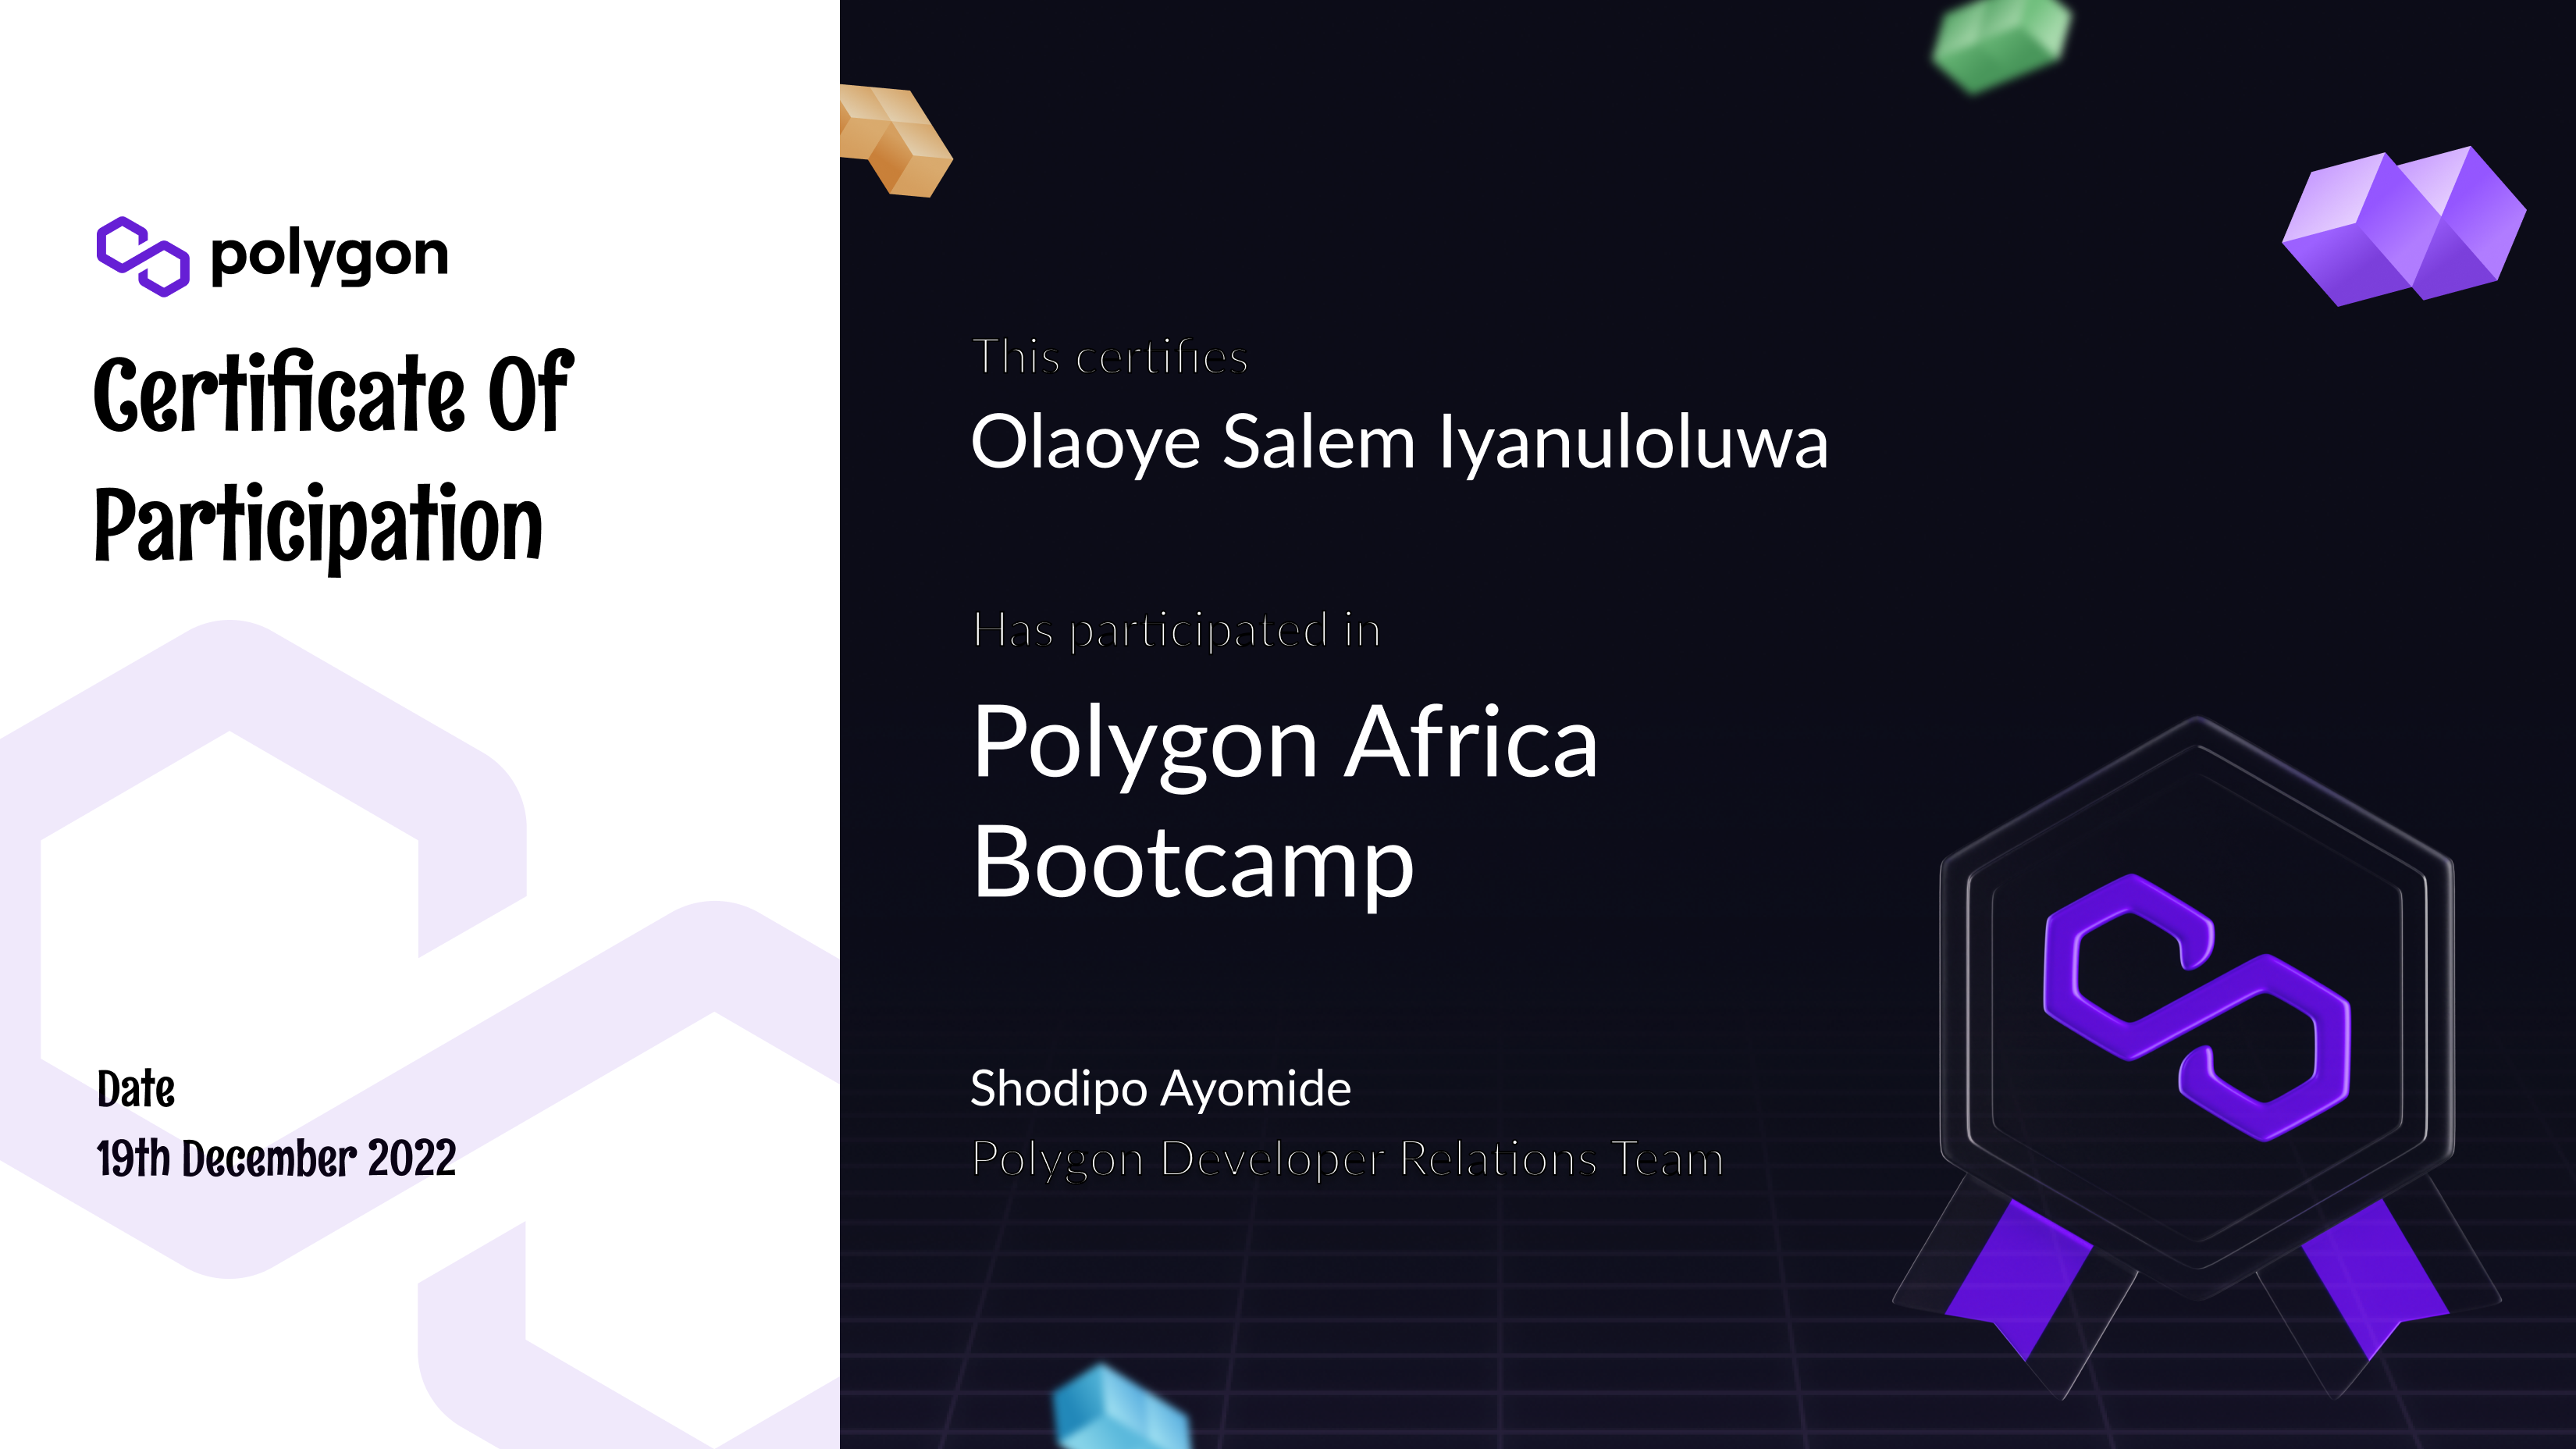 polygon
Certificate Of
Participation
Date
19th December 2022
This certifies
Olaoye Salem Iyanuloluwa
Has participated in
Polygon Africa
Bootcamp
Shodipo Ayomide
Polygon Developer Relations Team